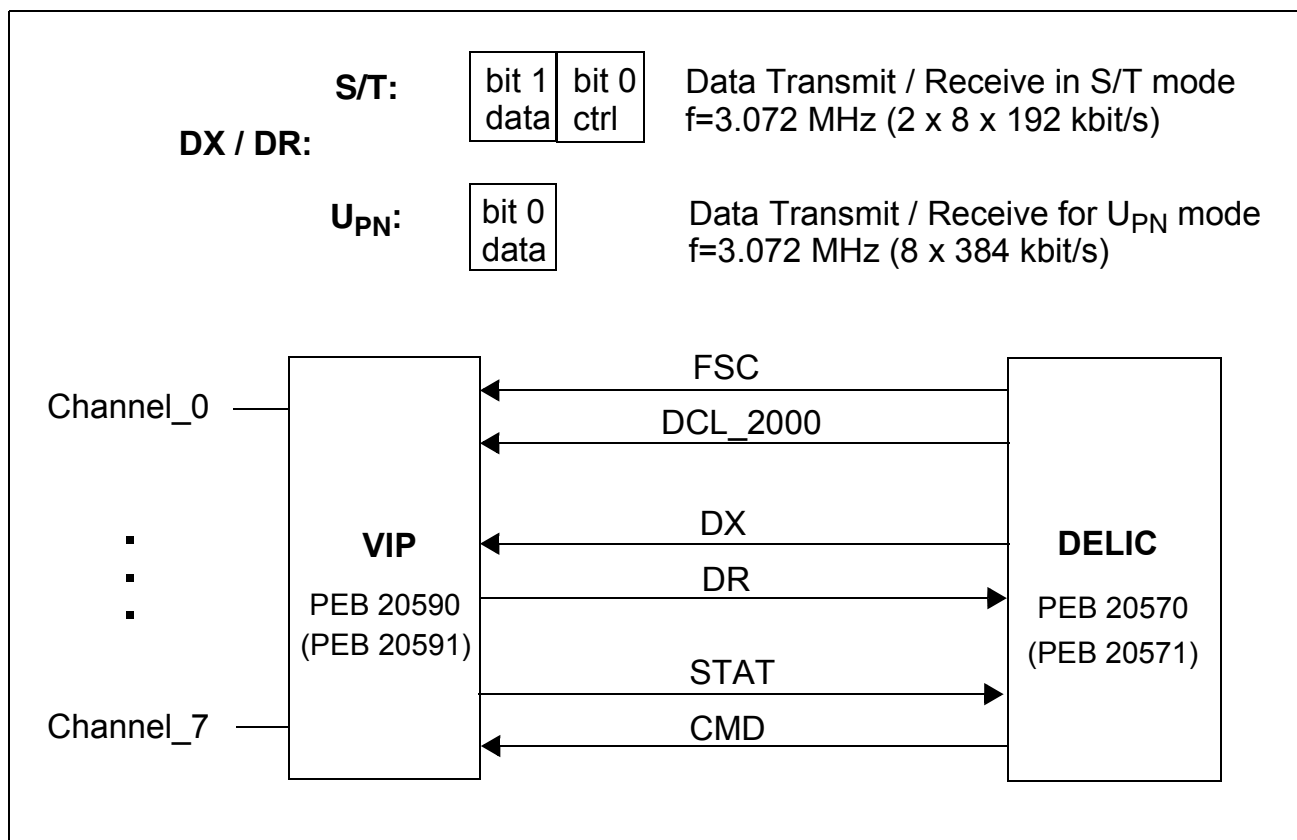 S/T:
bit 1 bit 0
data ctrl
Data Transmit / Receive in S/T mode
f=3.072 MHz (2 x 8 x 192 kbit/s)
DX / DR:
UPN:
bit 0
data
Data Transmit / Receive for UPN mode
f=3.072 MHz (8 x 384 kbit/s)
FSC
Channel_0
DCL_2000
DX
VIP
DELIC
DR
PEB 20590
(PEB 20591)
PEB 20570
(PEB 20571)
STAT
Channel_7
CMD